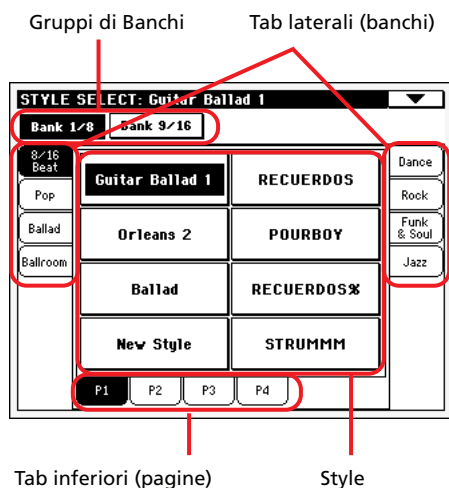 Gruppi di Banchi
Tab laterali (banchi)
STYLE SELECT: Guitar Ballad 1
Bank 1/8
Bank 9/16
8/16
Beat
Pop
Ballad
Ballroom
Guitar Ballad 1
RECUERDOS
Orleans 2
POURBOY
Ballad
RECUERDOS%
New Style
STRUMMM
Dance
Rock
Funk
& Soul
Jazz
P1
P2
P3
P4
Tab inferiori (pagine)
Style